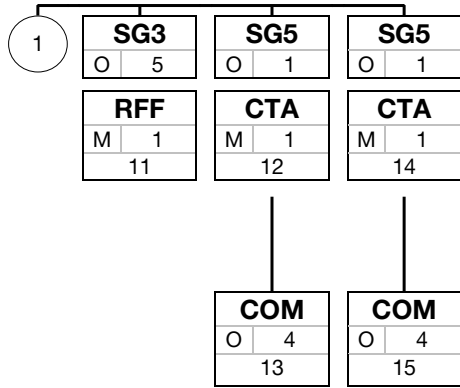 1
SG3 SG5 SG5
O 5 O 1 O 1
RFF CTA CTA
M 1 M 1 M 1
11 12 14
COM COM
O 4 O 4
13 15